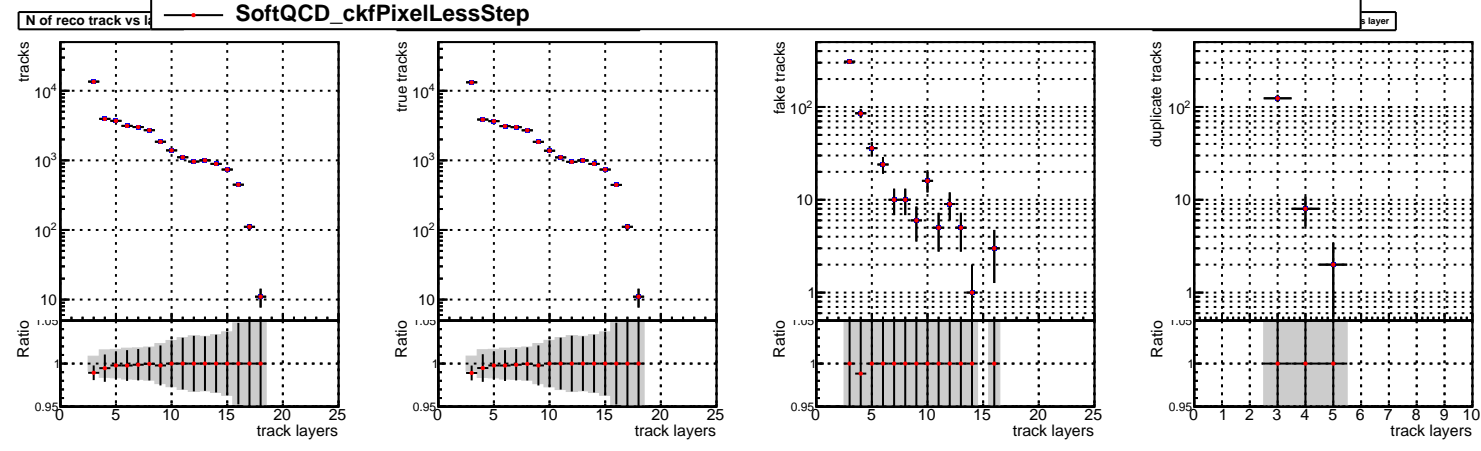 SoftQCD_ckfPixelLessStep
N of reco track vs la
s layer
tracks
10⁴
10³
10²
10
Ratio
1.05
1
0.95
0 5 10 15 20 25
track layers
true tracks
10⁴
10³
10²
10
Ratio
1.05
1
0.95
0 5 10 15 20 25
track layers
fake tracks
10²
10
1
Ratio
1.05
1
0.95
0 5 10 15 20 25
track layers
duplicate tracks
10²
10
1
Ratio
1.05
1
0.95
0 1 2 3 4 5 6 7 8 9 10
track layers